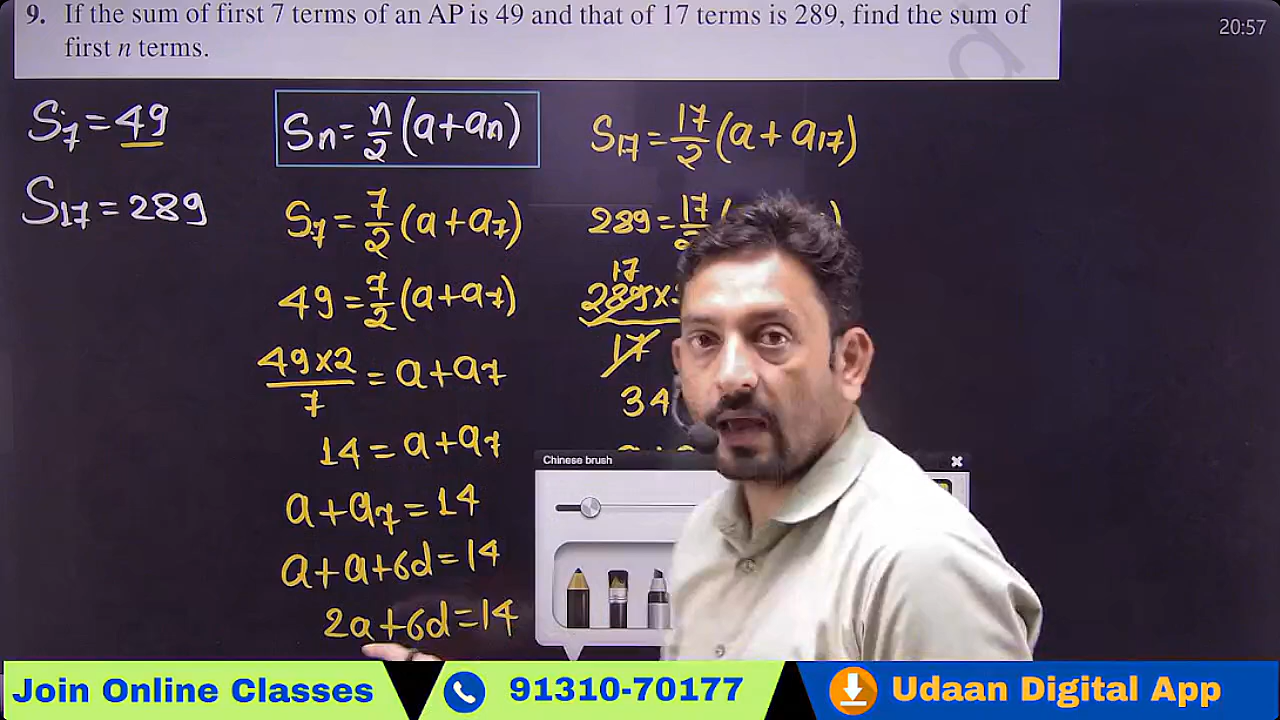 9. If the sum of first 7 terms of an AP is 49 and that of 17 terms is 289, find the sum of
first n terms.
20:57
S₇ = 49
S₁₇ = 289
Sn = n/2 (a + an)
S₇ = 7/2 (a + a₇)
49 = 7/2 (a + a₇)
49×2/7 = a + a₇
14 = a + a₇
a + a₇ = 14
a + a + 6d = 14
2a + 6d = 14
S₁₇ = 17/2 (a + a₁₇)
289 = 17
17
289×
17
34
Chinese brush
Join Online Classes
91310-70177
Udaan Digital App